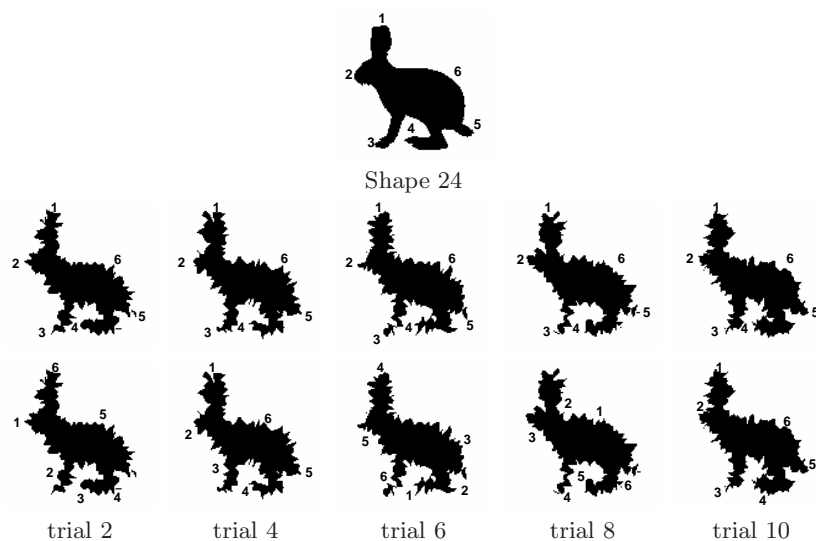 1
2
6
4
5
3
Shape 24
1 1 1 1 1
2 6 2 6 2 6 2 6 2 6
3 4 5 3 4 5 3 4 5 3 4 5 3 4 5
6 1 4 1
1 5 2 6 5 3 3 2 1 2 6
2 3 4 3 4 5 6 1 2 5 4 6 3 4 5
trial 2 trial 4 trial 6 trial 8 trial 10